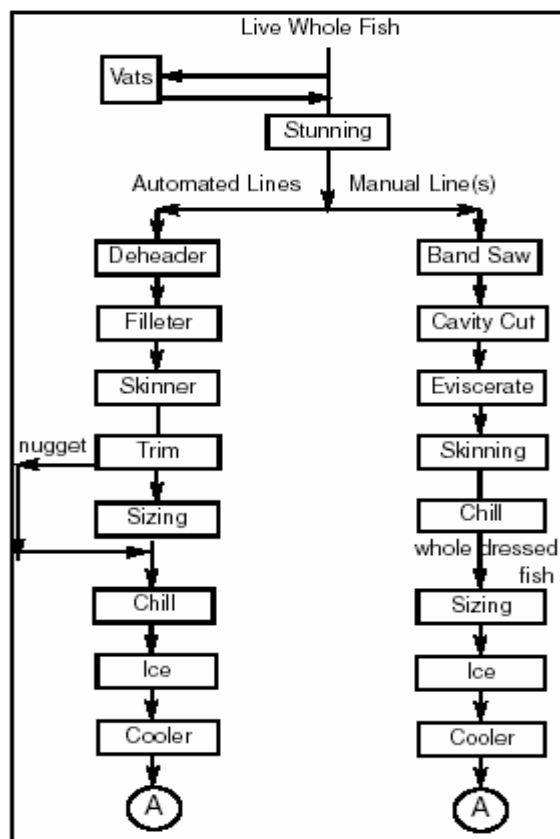 Live Whole Fish
Vats
Stunning
Automated Lines
Manual Line(s)
Deheader
Band Saw
Filleter
Cavity Cut
Skinner
Eviscerate
nugget
Trim
Skinning
Sizing
Chill
whole dressed
fish
Chill
Sizing
Ice
Ice
Cooler
Cooler
A
A